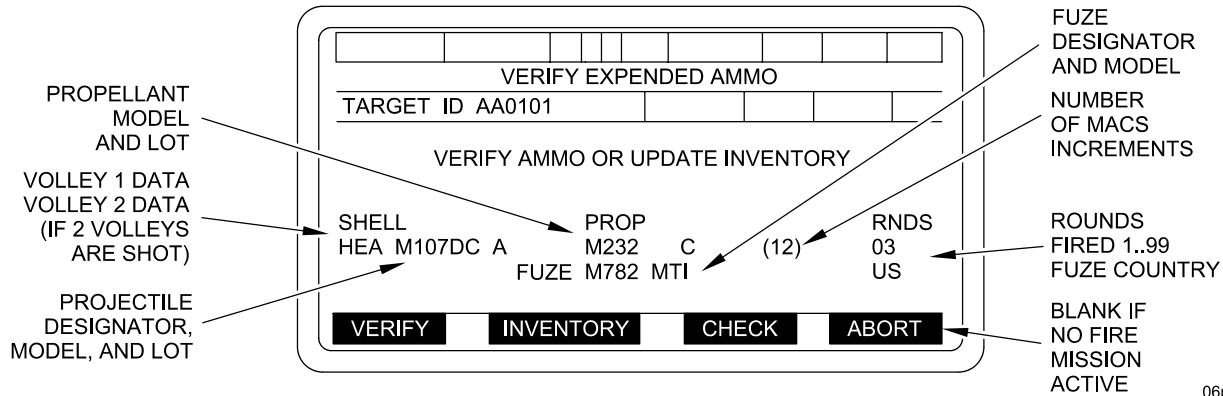 PROPELLANT
MODEL
AND LOT
VOLLEY 1 DATA
VOLLEY 2 DATA
(IF 2 VOLLEYS
ARE SHOT)
PROJECTILE
DESIGNATOR,
MODEL, AND LOT
VERIFY EXPENDED AMMO
TARGET ID AA0101
VERIFY AMMO OR UPDATE INVENTORY
SHELL PROP RNDS
HEA M107DC A M232 C (12) 03
FUZE M782 MTI US
VERIFY INVENTORY CHECK ABORT
FUZE
DESIGNATOR
AND MODEL
NUMBER
OF MACS
INCREMENTS
ROUNDS
FIRED 1..99
FUZE COUNTRY
BLANK IF
NO FIRE
MISSION
ACTIVE